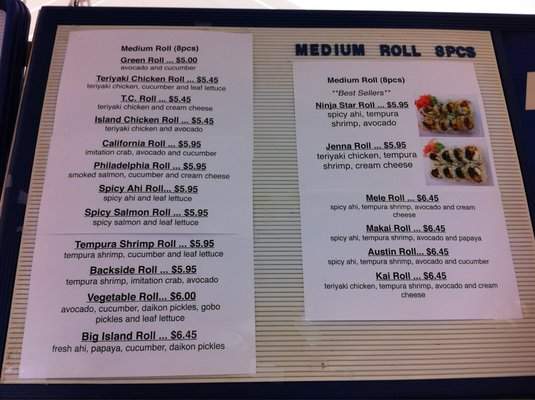 Medium Roll (8pcs)
Green Roll ... $5.00
avocado and cucumber
Teriyaki Chicken Roll ... $5.45
teriyaki chicken, cucumber and leaf lettuce
T.C. Roll ... $5.45
teriyaki chicken and cream cheese
Island Chicken Roll ... $5.45
teriyaki chicken and avocado
California Roll ... $5.95
imitation crab, avocado and cucumber
Philadelphia Roll ... $5.95
smoked salmon, cucumber and cream cheese
Spicy Ahi Roll... $5.95
spicy ahi and leaf lettuce
Spicy Salmon Roll ... $5.95
spicy salmon and leaf lettuce
Tempura Shrimp Roll ... $5.95
tempura shrimp, cucumber and leaf lettuce
Backside Roll ... $5.95
tempura shrimp, imitation crab, avocado
Vegetable Roll... $6.00
avocado, cucumber, daikon pickles, gobo
pickles and leaf lettuce
Big Island Roll ... $6.45
fresh ahi, papaya, cucumber, daikon pickles
MEDIUM ROLL 8PCS
Medium Roll (8pcs)
**Best Sellers**
Ninja Star Roll ... $5.95
spicy ahi, tempura
shrimp, avocado
Jenna Roll ... $5.95
teriyaki chicken, tempura
shrimp, cream cheese
Mele Roll ... $6.45
spicy ahi, tempura shrimp, avocado and cream
cheese
Makai Roll ... $6.45
spicy ahi, tempura shrimp, avocado and papaya
Austin Roll... $6.45
spicy ahi, tempura shrimp, avocado and cucumber
Kai Roll ... $6.45
teriyaki chicken, tempura shrimp, avocado and cream
cheese